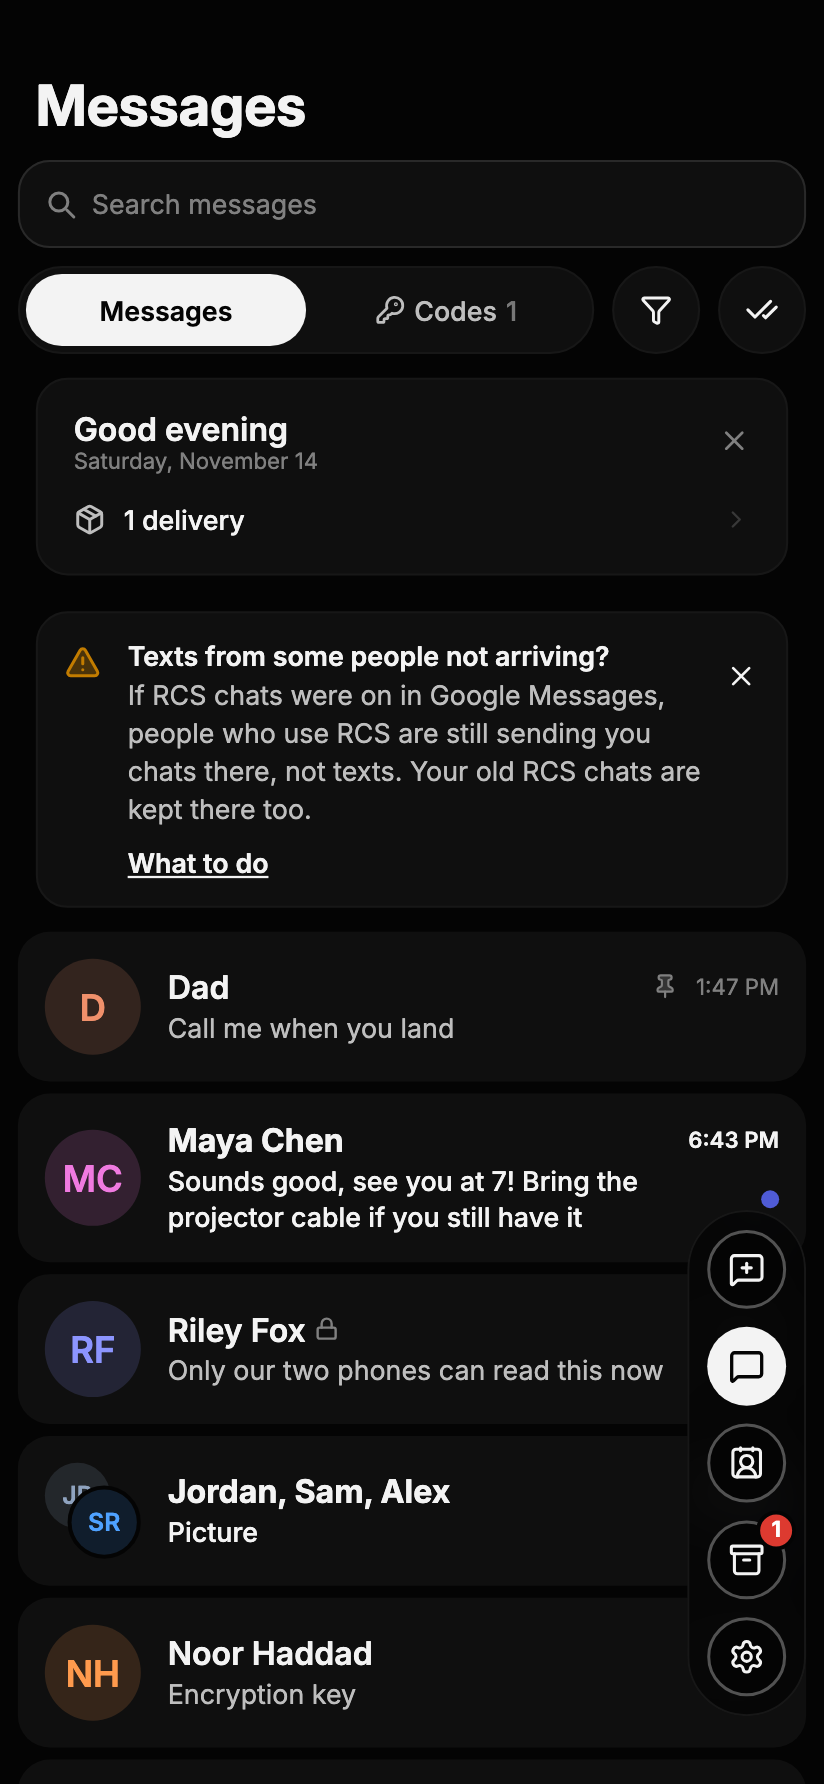 Messages
Search messages
Messages
Codes 1
Good evening
Saturday, November 14
1 delivery
Texts from some people not arriving?
If RCS chats were on in Google Messages,
people who use RCS are still sending you
chats there, not texts. Your old RCS chats are
kept there too.
What to do
D
Dad
1:47 PM
Call me when you land
MC
Maya Chen
6:43 PM
Sounds good, see you at 7! Bring the
projector cable if you still have it
RF
Riley Fox
Only our two phones can read this now
SR
Jordan, Sam, Alex
Picture
1
NH
Noor Haddad
Encryption key